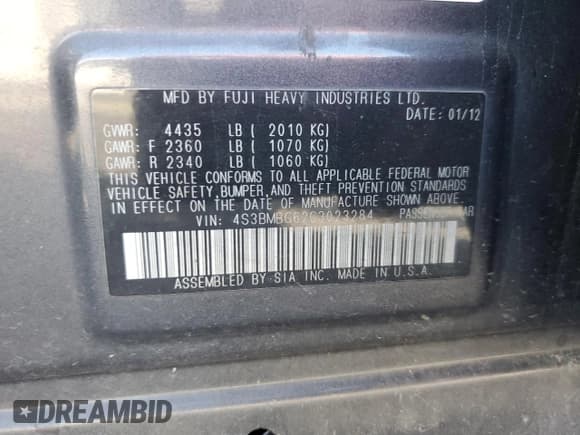 MFD BY FUJI HEAVY INDUSTRIES LTD.
DATE: 01/12
GVWR: 4435 LB ( 2010 KG)
GAWR: F 2360 LB ( 1070 KG)
GAWR: R 2340 LB ( 1060 KG)
THIS VEHICLE CONFORMS TO ALL APPLICABLE FEDERAL MOTOR
VEHICLE SAFETY,BUMPER,AND THEFT PREVENTION STANDARDS
IN EFFECT ON THE DATE OF MANUFACTURE SHOWN ABOVE.
VIN:
ASSEMBLED BY SIA INC. MADE IN U.S.A.
DREAMBID